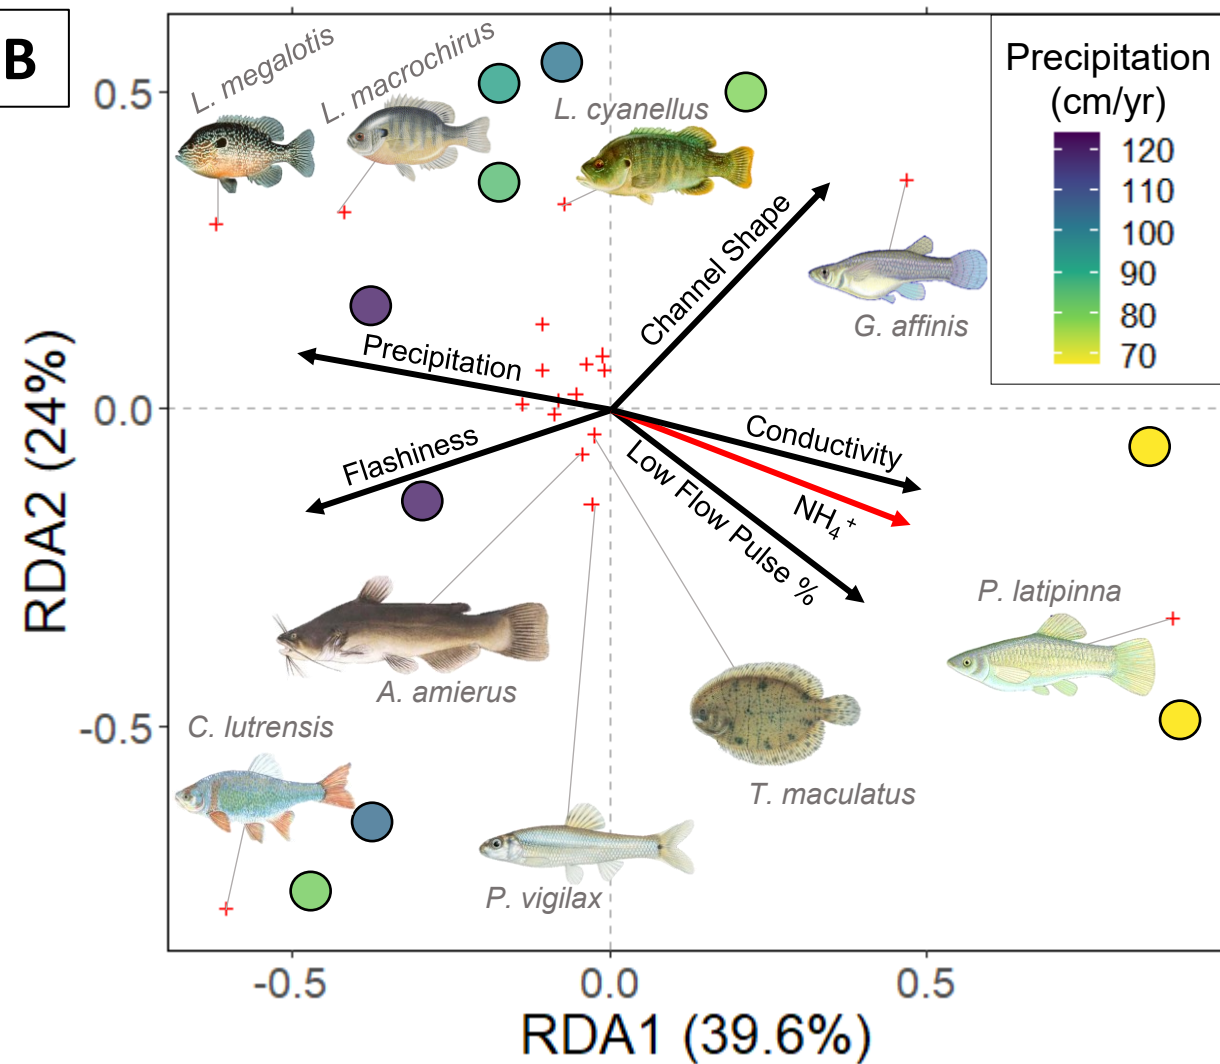 B
L. megalotis
L. macrochirus
L. cyanellus
G. affinis
Precipitation
(cm/yr)
120
110
100
90
80
70
Channel Shape
Precipitation
Flashiness
Conductivity
NH4+
Low Flow Pulse %
P. latipinna
A. amierus
T. maculatus
C. lutrensis
P. vigilax
0.5
0.0
-0.5
RDA2 (24%)
-0.5
0.0
0.5
RDA1 (39.6%)